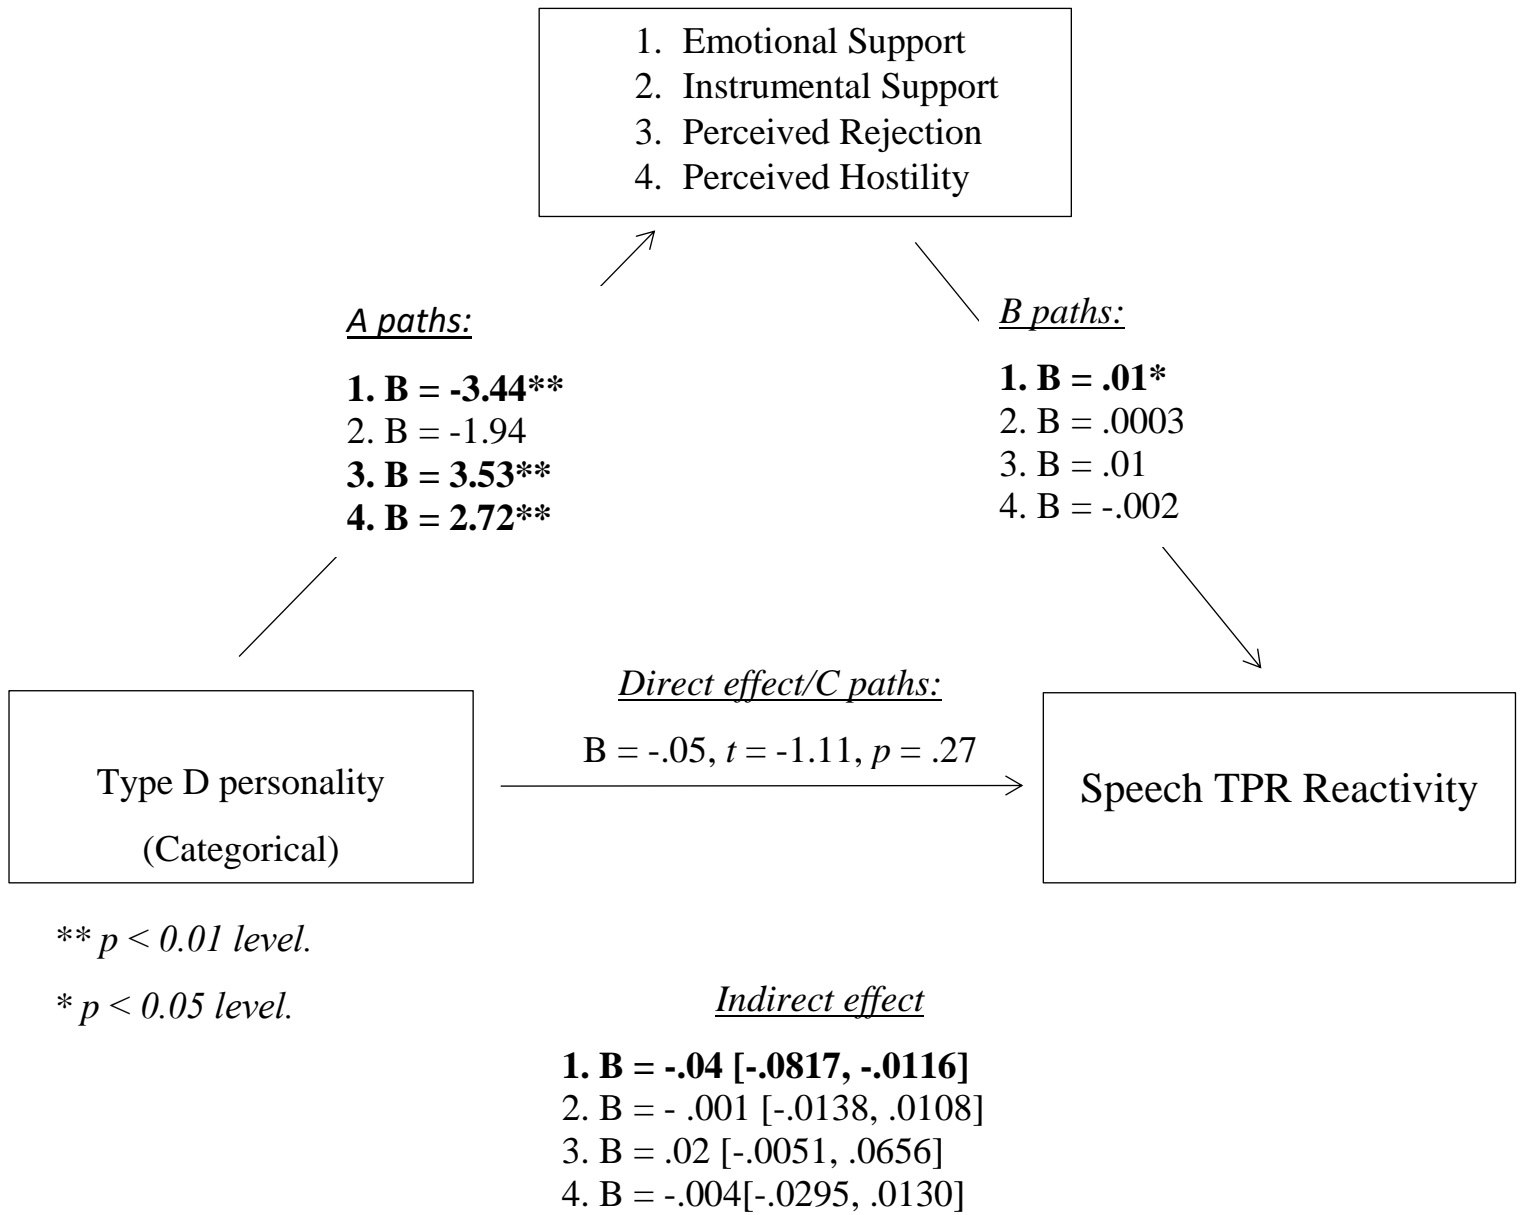 1. Emotional Support
2. Instrumental Support
3. Perceived Rejection
4. Perceived Hostility
A paths:
1. B = -3.44**
2. B = -1.94
3. B = 3.53**
4. B = 2.72**
B paths:
1. B = .01*
2. B = .0003
3. B = .01
4. B = -.002
Direct effect/C paths:
B = -.05, t = -1.11, p = .27
Type D personality
(Categorical)
Speech TPR Reactivity
** p < 0.01 level.
* p < 0.05 level.
Indirect effect
1. B = -.04 [-.0817, -.0116]
2. B = - .001 [-.0138, .0108]
3. B = .02 [-.0051, .0656]
4. B = -.004[-.0295, .0130]